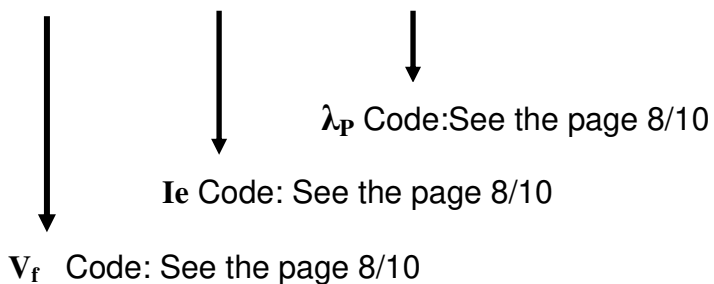 λP Code:See the page 8/10
Ie Code: See the page 8/10
Vf Code: See the page 8/10